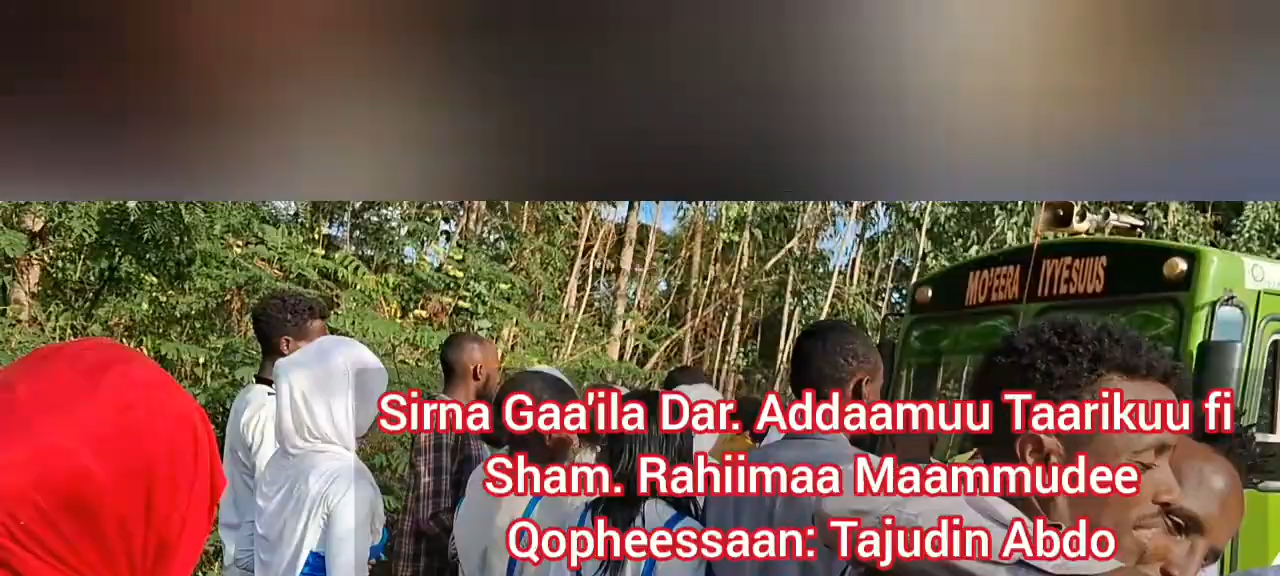 MO'EERA IYYESUUS
Sirna Gaa'ila Dar. Addaamuu Taarikuu fi
Sham. Rahiimaa Maammudee
Qopheessaan: Tajudin Abdo